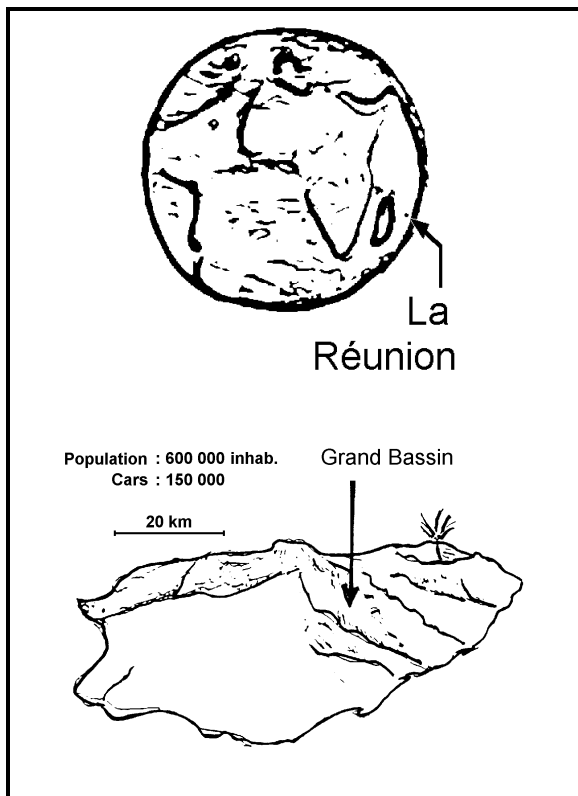 La
Réunion
Population : 600 000 inhab.
Cars : 150 000
Grand Bassin
20 km